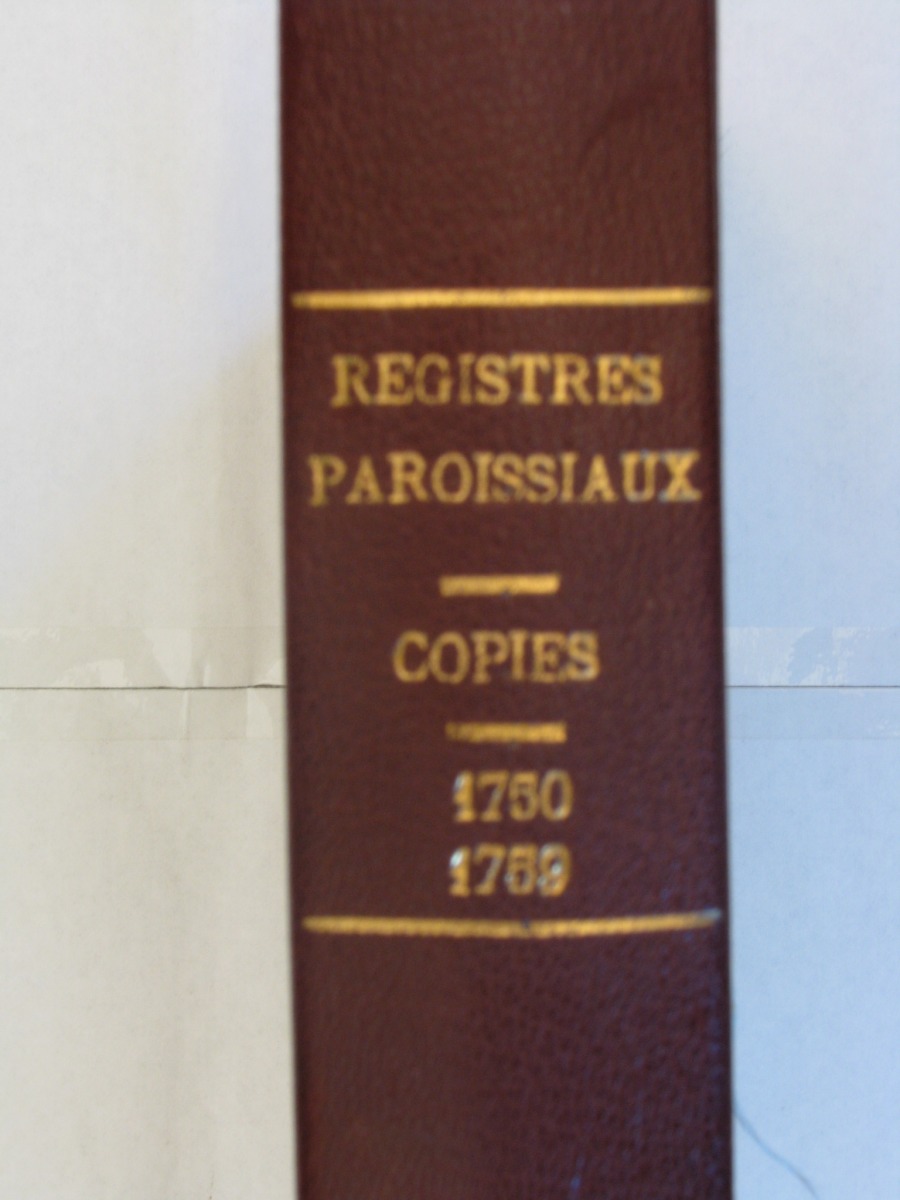 REGISTRES
PAROISSIAUX
COPIES
1750
1759